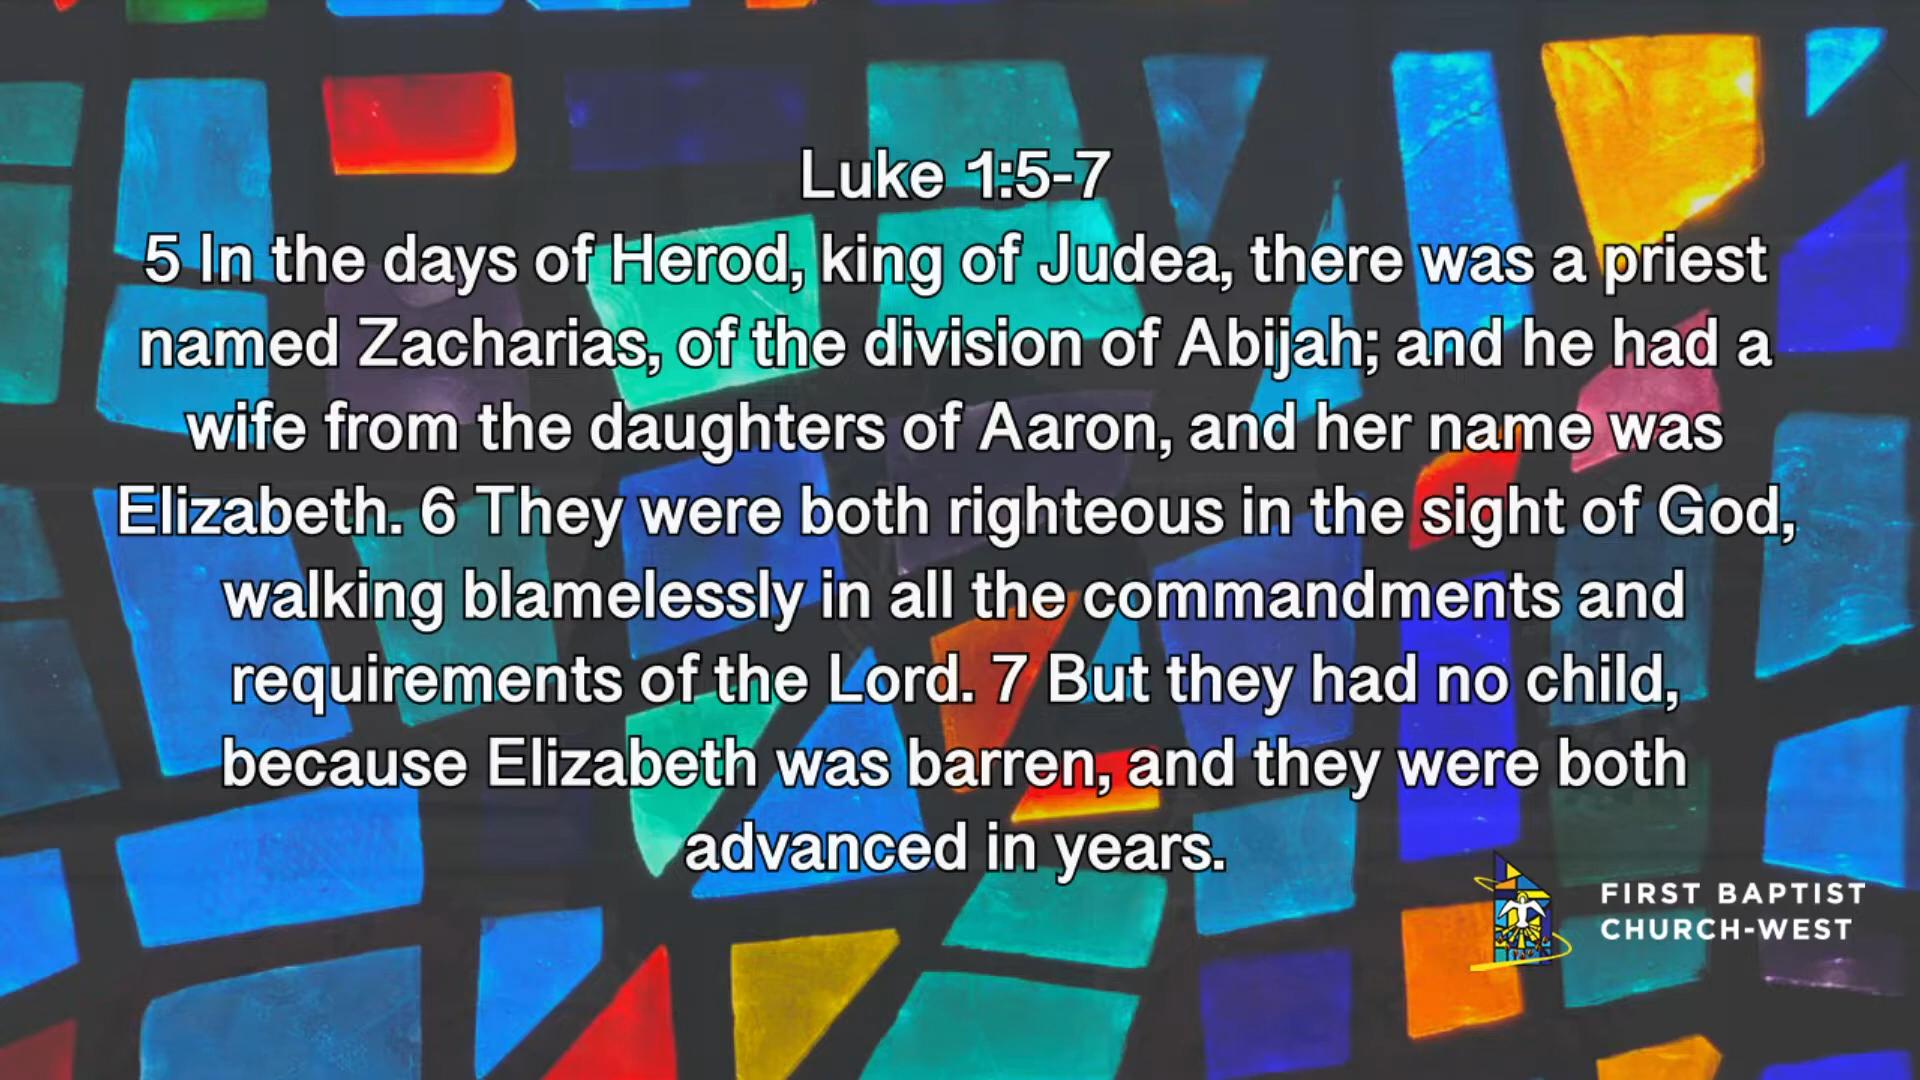 Luke 1:5-7
5 In the days of Herod, king of Judea, there was a priest
named Zacharias, of the division of Abijah; and he had a
wife from the daughters of Aaron, and her name was
Elizabeth. 6 They were both righteous in the sight of God,
walking blamelessly in all the commandments and
requirements of the Lord. 7 But they had no child,
because Elizabeth was barren, and they were both
advanced in years.
FIRST BAPTIST
CHURCH-WEST